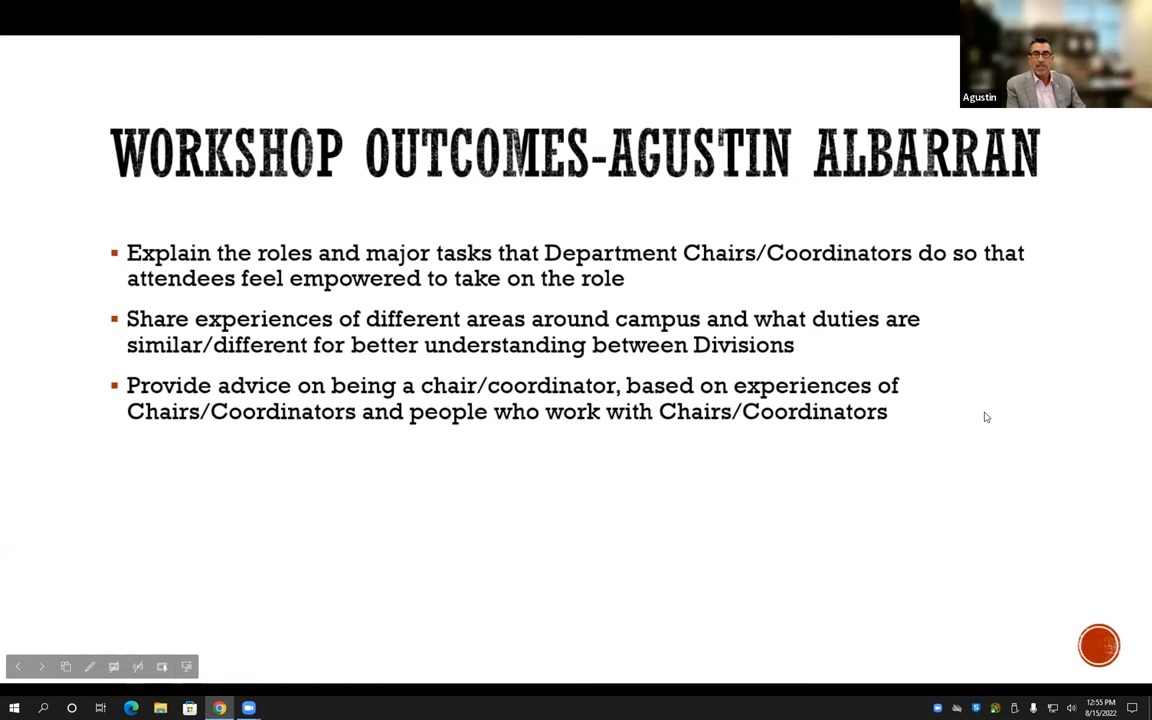 Agustin
WORKSHOP OUTCOMES-AGUSTIN ALBARRAN
Explain the roles and major tasks that Department Chairs/Coordinators do so that
attendees feel empowered to take on the role
Share experiences of different areas around campus and what duties are
similar/different for better understanding between Divisions
Provide advice on being a chair/coordinator, based on experiences of
Chairs/Coordinators and people who work with Chairs/Coordinators
12:55 PM
8/15/2022